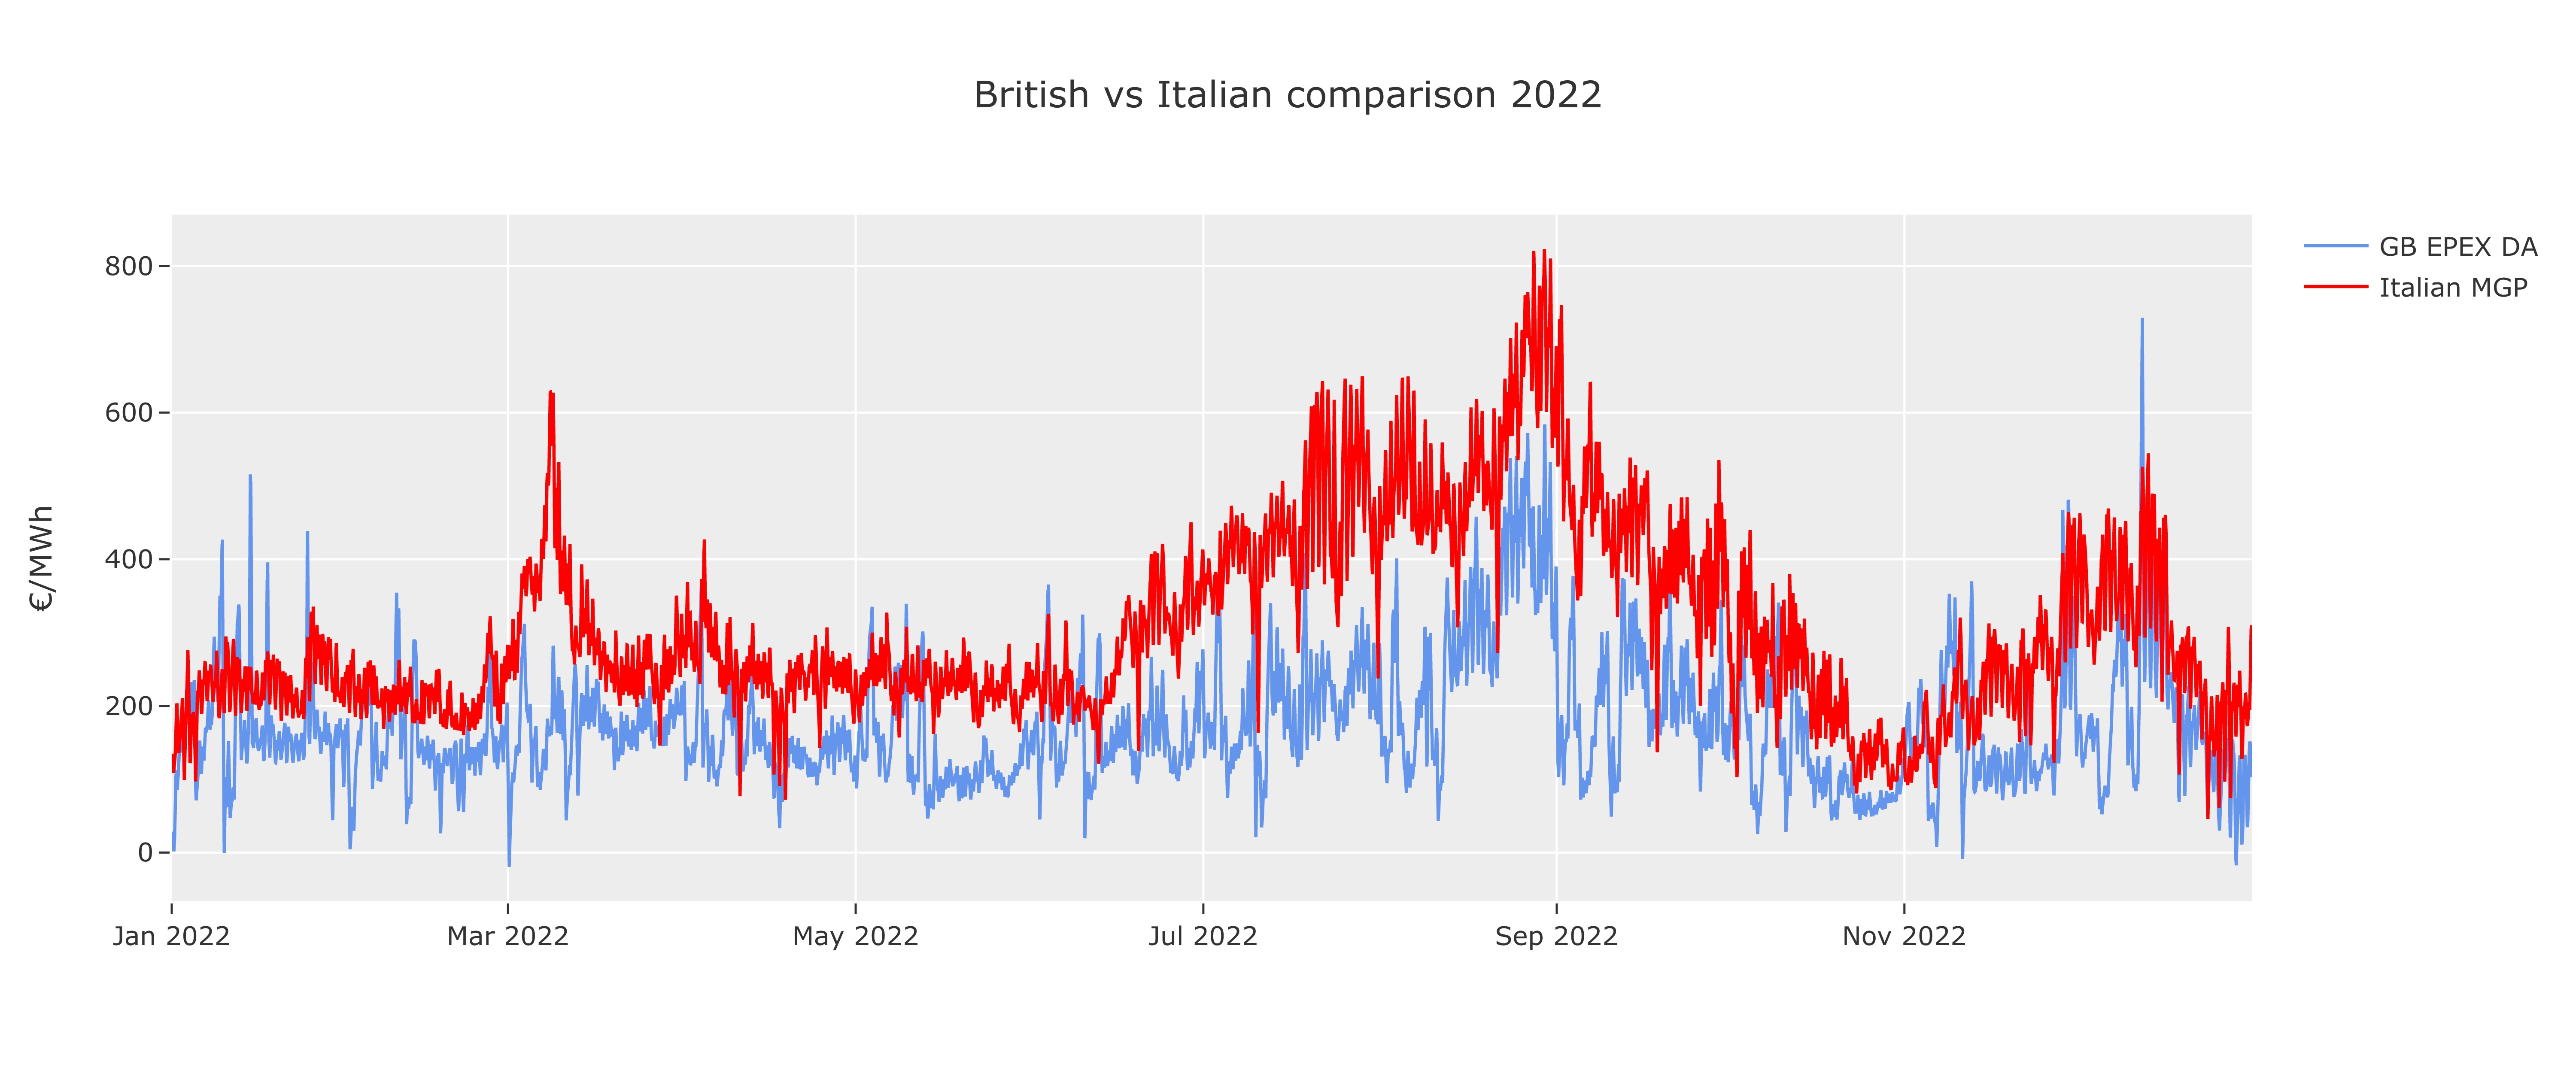 British vs Italian comparison 2022
GB EPEX DA
Italian MGP
€/MWh
800
600
400
200
0
Jan 2022
Mar 2022
May 2022
Jul 2022
Sep 2022
Nov 2022